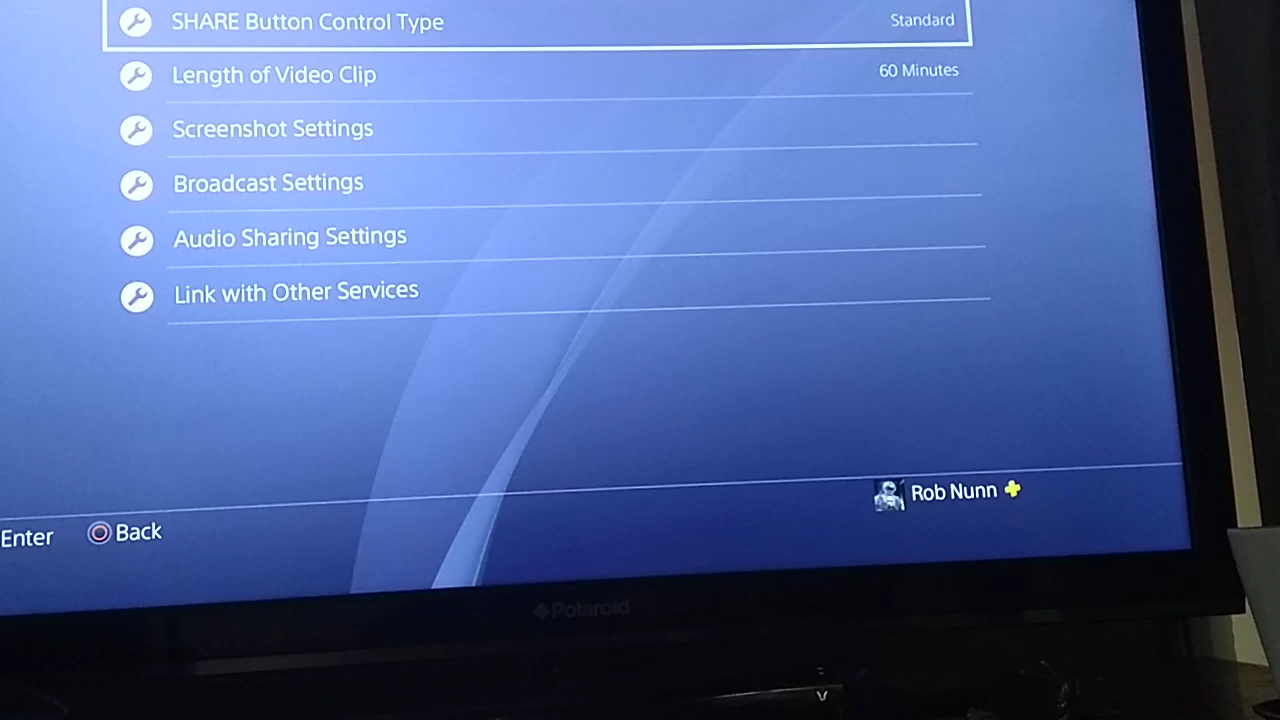 SHARE Button Control Type Standard
Length of Video Clip 60 Minutes
Screenshot Settings
Broadcast Settings
Audio Sharing Settings
Link with Other Services
Rob Nunn
Enter Back
Polaroid